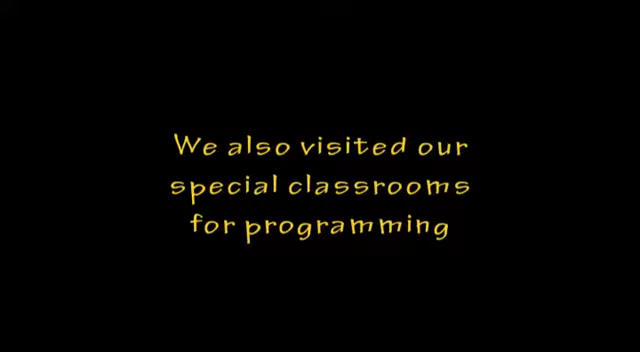 We also visited our
special classrooms
for programming